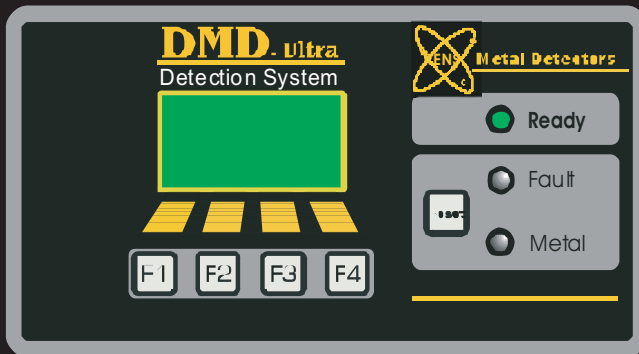 DMD - Ultra
Detection System
F1 F2 F3 F4
Metal Detectors
Ready
Fault
Metal